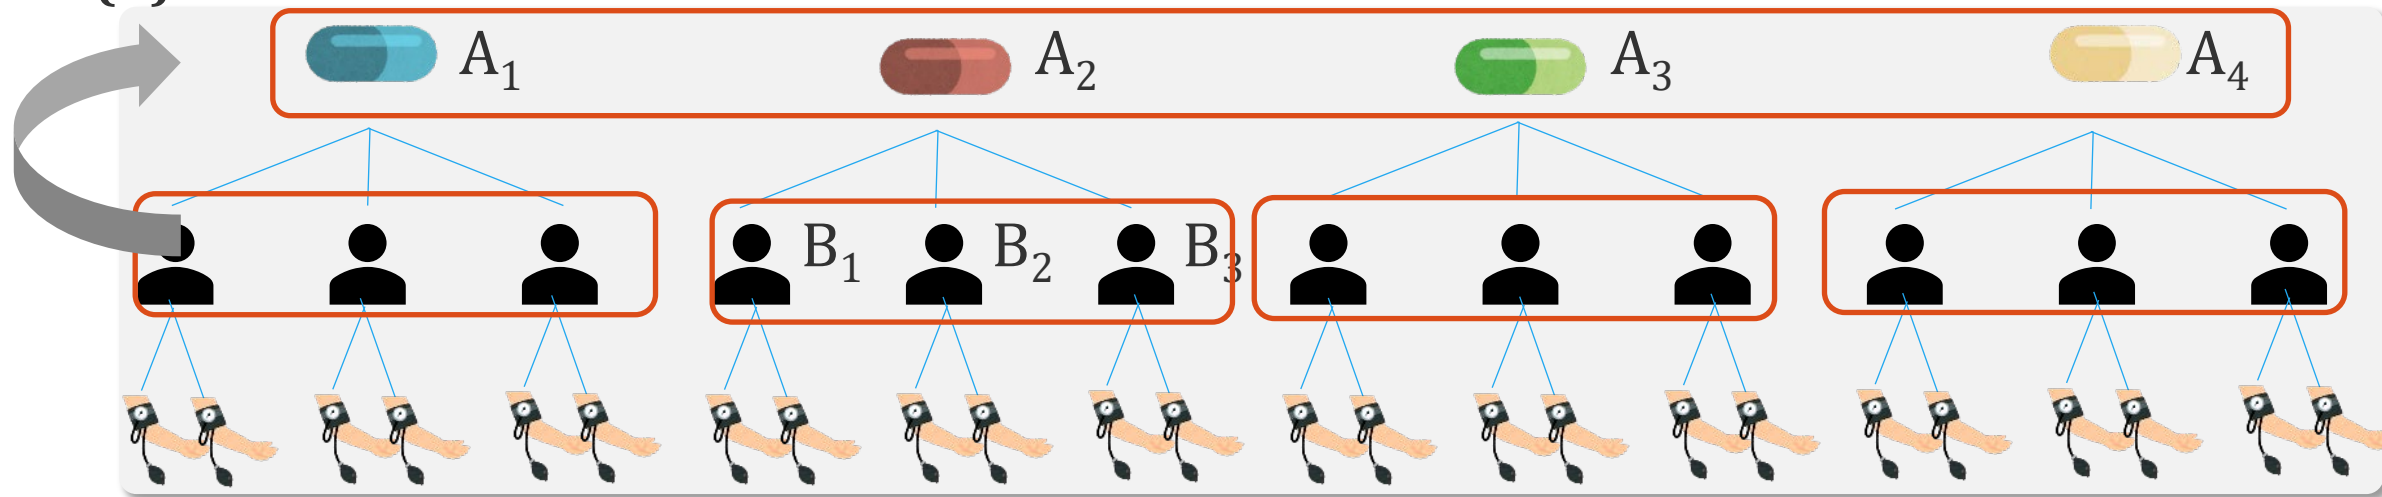 A₁ A₂ A₃ A₄
B₁ B₂ B₃